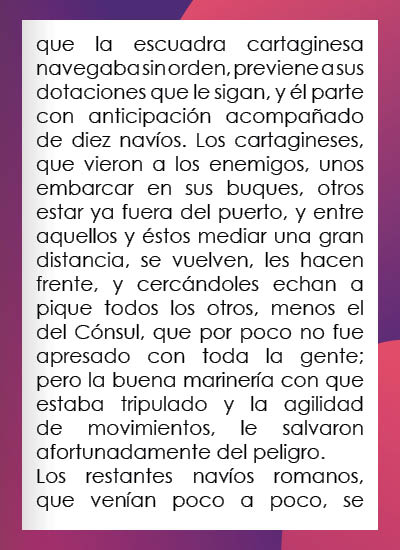 que la escuadra cartaginesa
navegaba sin orden, previene a sus
dotaciones que le sigan, y él parte
con anticipación acompañado
de diez navíos. Los cartagineses,
que vieron a los enemigos, unos
embarcar en sus buques, otros
estar ya fuera del puerto, y entre
aquellos y éstos mediar una gran
distancia, se vuelven, les hacen
frente, y cercándoles echan a
pique todos los otros, menos el
del Cónsul, que por poco no fue
apresado con toda la gente;
pero la buena marinería con que
estaba tripulado y la agilidad
de movimientos, le salvaron
afortunadamente del peligro.
Los restantes navíos romanos,
que venían poco a poco, se